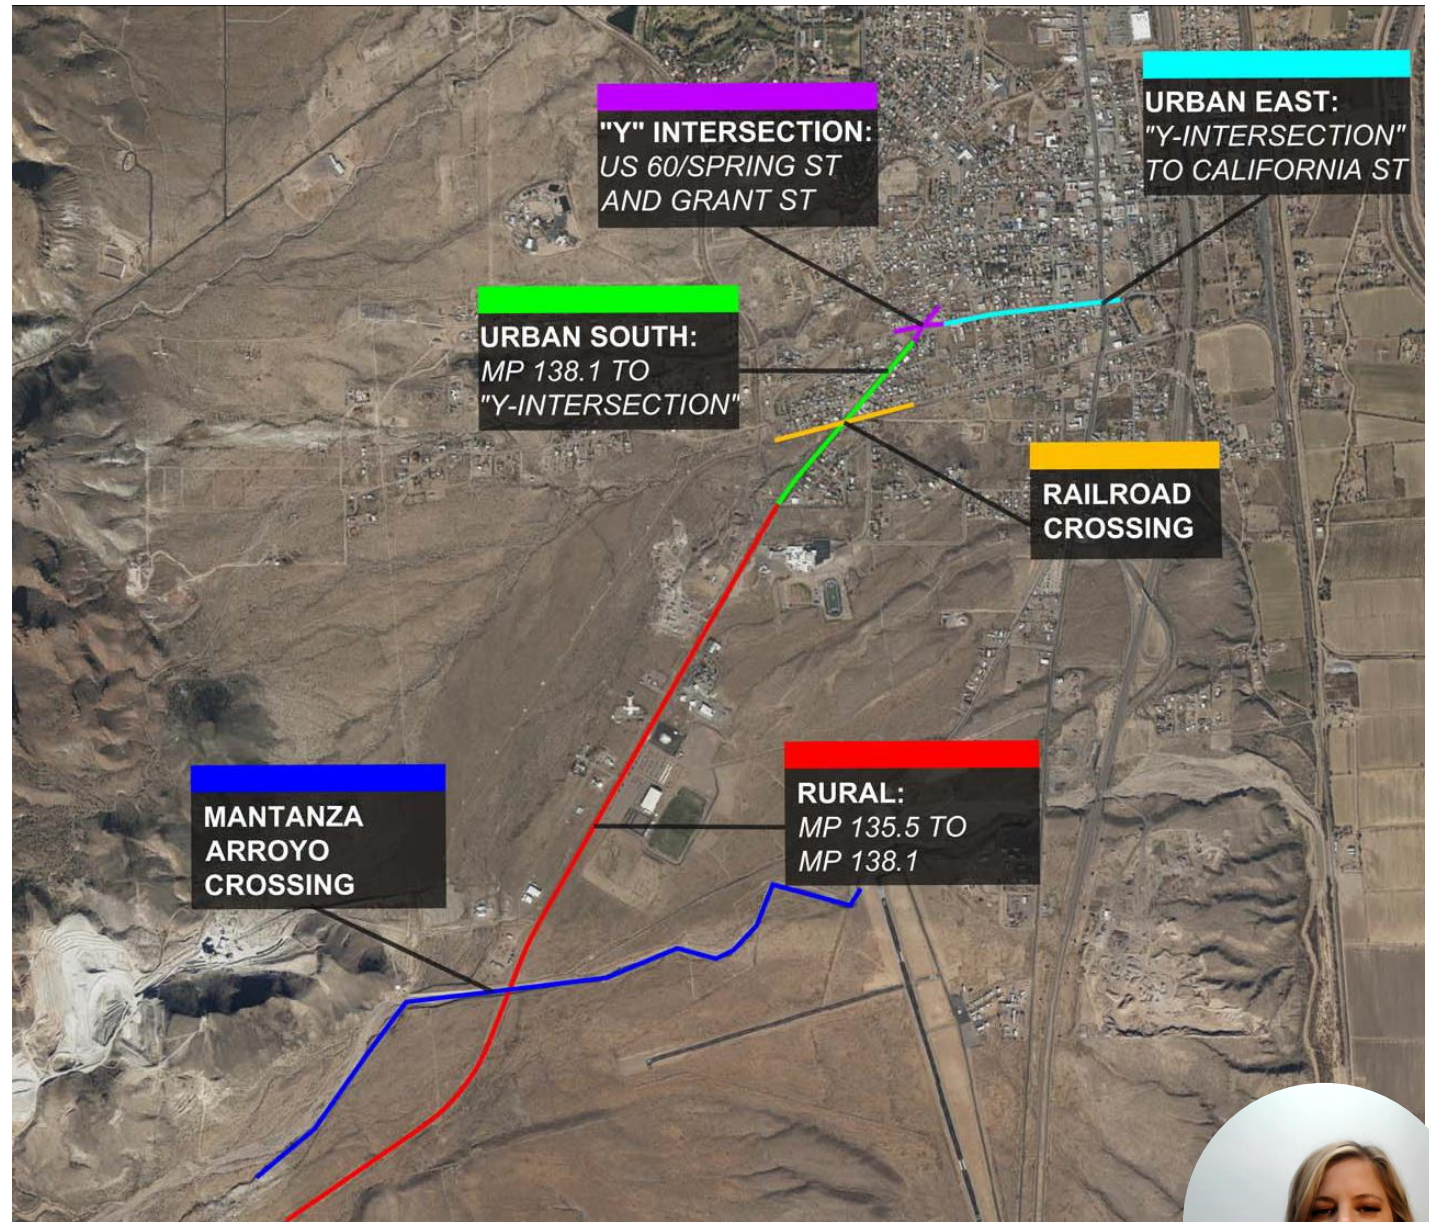 "Y" INTERSECTION:
US 60/SPRING ST
AND GRANT ST
URBAN EAST:
"Y-INTERSECTION"
TO CALIFORNIA ST
URBAN SOUTH:
MP 138.1 TO
"Y-INTERSECTION"
RAILROAD
CROSSING
MANTANZA
ARROYO
CROSSING
RURAL:
MP 135.5 TO
MP 138.1